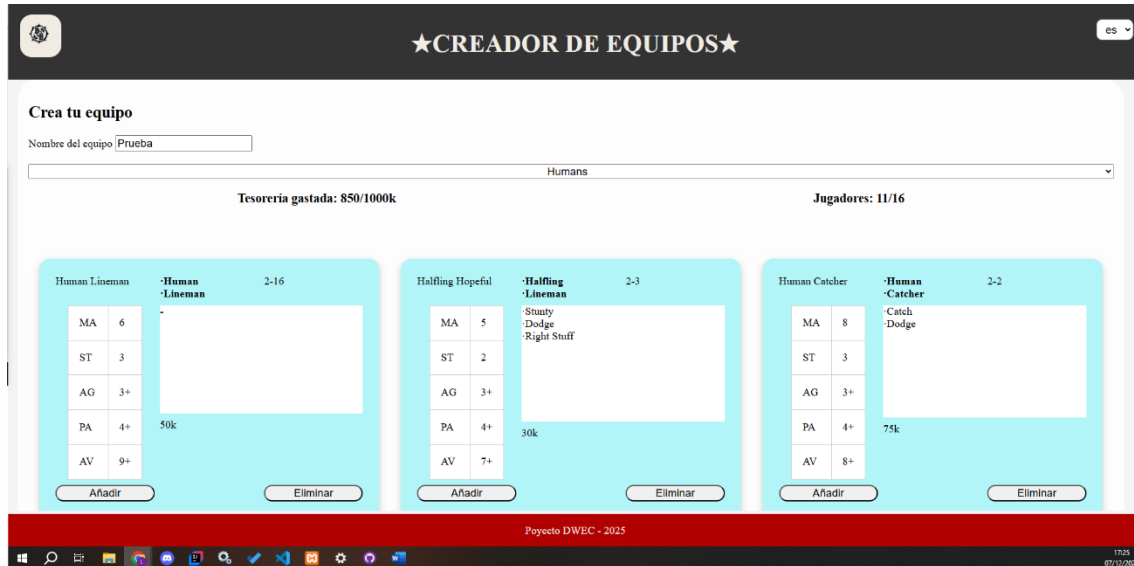 ★CREADOR DE EQUIPOS★
es
Crea tu equipo
Nombre del equipo Prueba
Humans
Tesorería gastada: 850/1000k
Jugadores: 11/16
Human Lineman
·Human
·Lineman
2-16
MA 6
ST 3
AG 3+
PA 4+
AV 9+
-
50k
Añadir
Eliminar
Halfling Hopeful
·Halfling
·Lineman
2-3
MA 5
ST 2
AG 3+
PA 4+
AV 7+
·Stunty
·Dodge
·Right Stuff
30k
Añadir
Eliminar
Human Catcher
·Human
·Catcher
2-2
MA 8
ST 3
AG 3+
PA 4+
AV 8+
·Catch
·Dodge
75k
Añadir
Eliminar
Poyecto DWEC - 2025
17:25